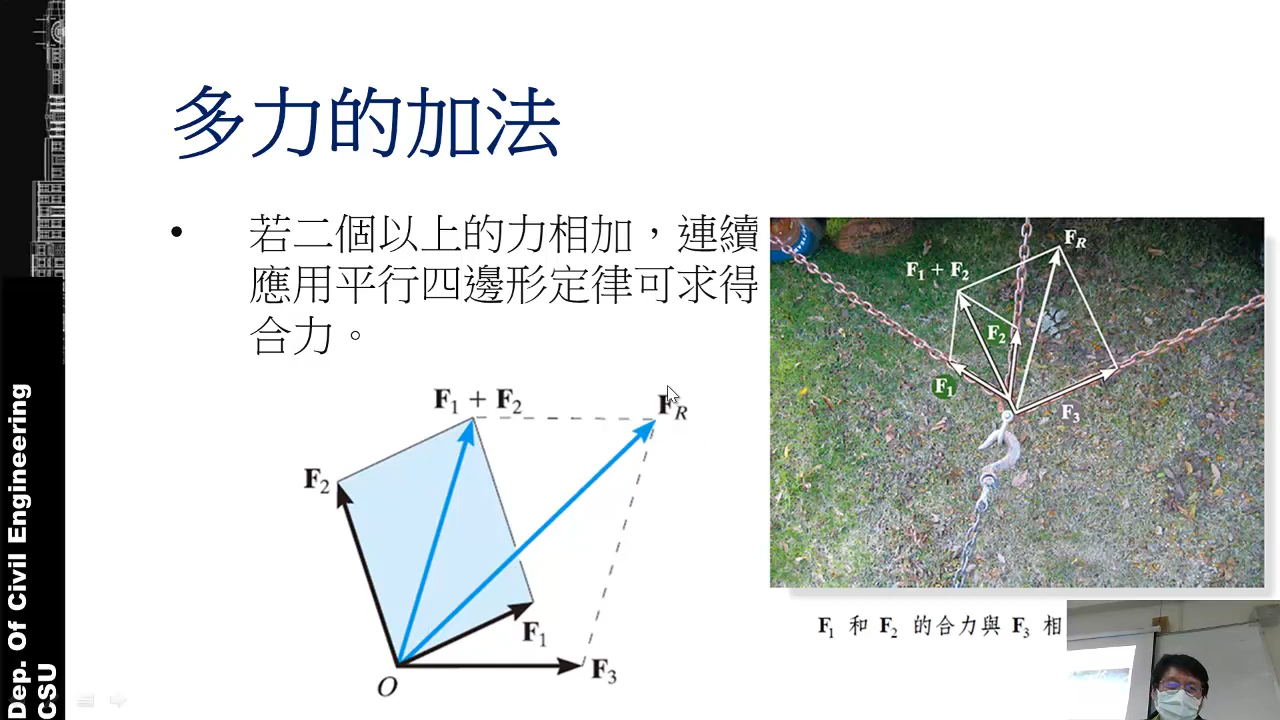 多力的加法
• 若二個以上的力相加，連續
應用平行四邊形定律可求得
合力。
F₁ + F₂
F_R
F₂
F₁
F₃
O
F_R
F₁ + F₂
F₂
F₁
F₃
F₁ 和 F₂ 的合力與 F₃ 相
Dep. Of Civil Engineering
CSU